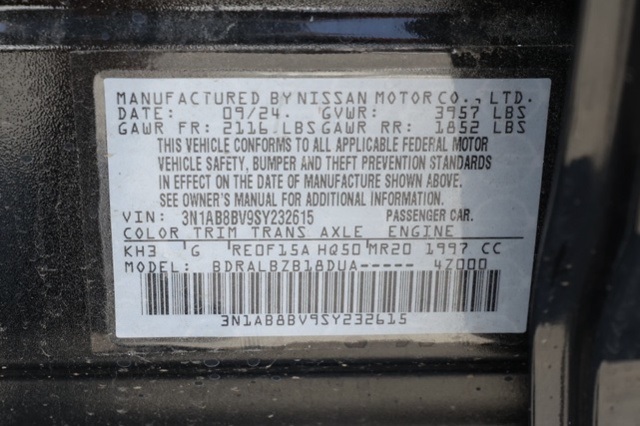 MANUFACTURED BY NISSAN MOTOR CO., LTD.
DATE: 09/24. GVWR: 3957 LBS
GAWR FR: 2116 LBS GAWR RR: 1852 LBS
THIS VEHICLE CONFORMS TO ALL APPLICABLE FEDERAL MOTOR
VEHICLE SAFETY, BUMPER AND THEFT PREVENTION STANDARDS
IN EFFECT ON THE DATE OF MANUFACTURE SHOWN ABOVE.
SEE OWNER'S MANUAL FOR ADDITIONAL INFORMATION.
VIN: 3N1AB8BV9SY232615 PASSENGER CAR.
COLOR TRIM TRANS. AXLE ENGINE
KH3 G RE0F15A HQ50 MR20 1997 CC
MODEL: BDRALBZB18DUA----- 4Z000
3N1AB8BV9SY232615